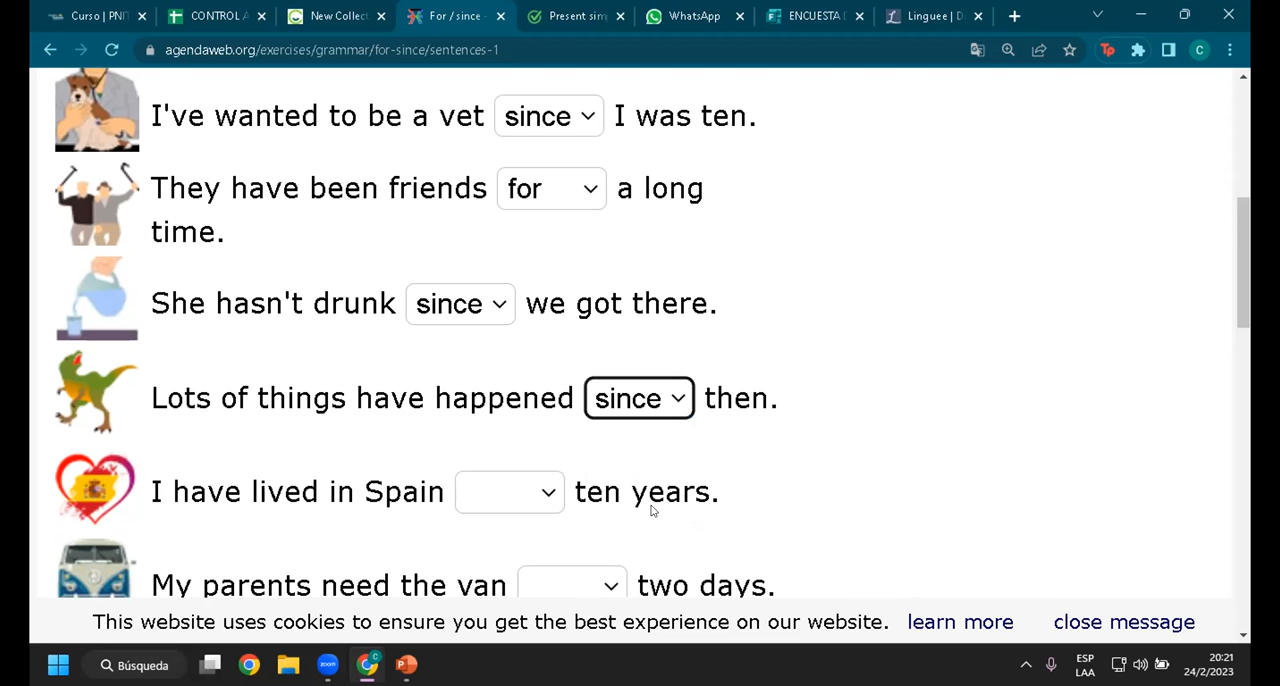 Curso | PNI
CONTROL A
New Collect
For / since -
Present sim
WhatsApp
ENCUESTA D
Linguee | D
agendaweb.org/exercises/grammar/for-since/sentences-1
Tp
C
I've wanted to be a vet since I was ten.
They have been friends for a long
time.
She hasn't drunk since we got there.
Lots of things have happened since then.
I have lived in Spain ten years.
My parents need the van two days.
This website uses cookies to ensure you get the best experience on our website. learn more close message
Búsqueda
zoom
C
ESP
LAA
20:21
24/2/2023